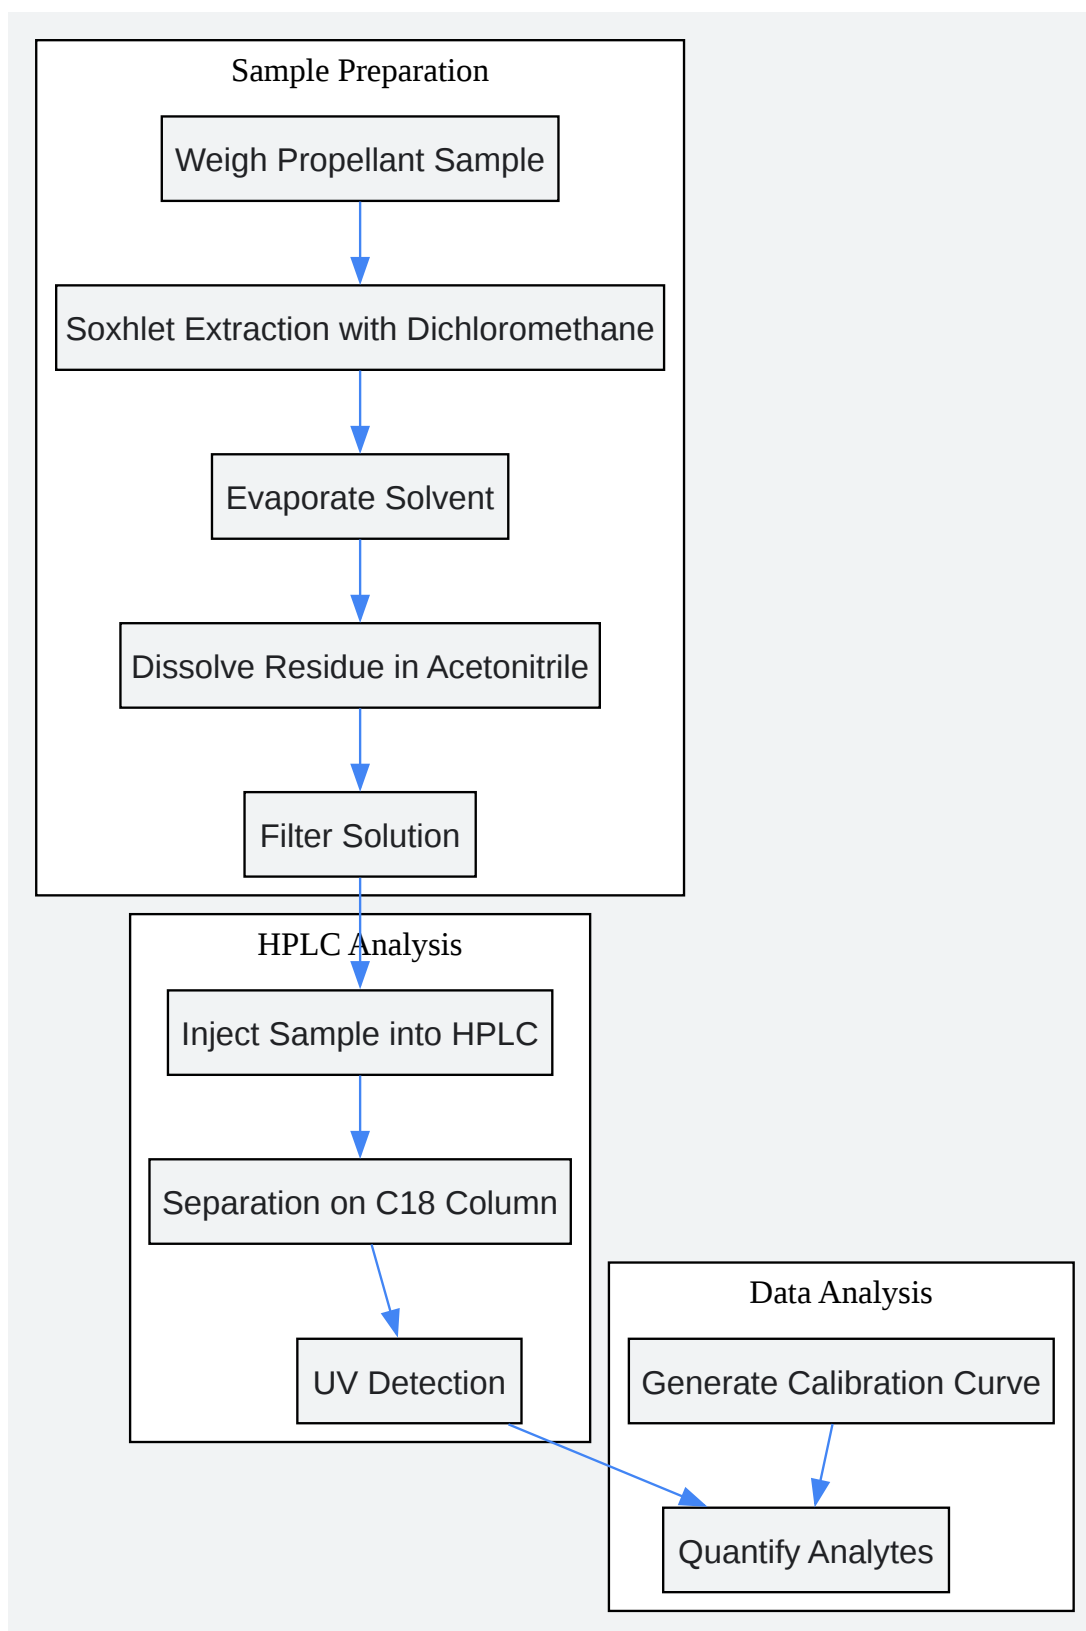 Sample Preparation
Weigh Propellant Sample
Soxhlet Extraction with Dichloromethane
Evaporate Solvent
Dissolve Residue in Acetonitrile
Filter Solution
HPLC Analysis
Inject Sample into HPLC
Separation on C18 Column
UV Detection
Data Analysis
Generate Calibration Curve
Quantify Analytes